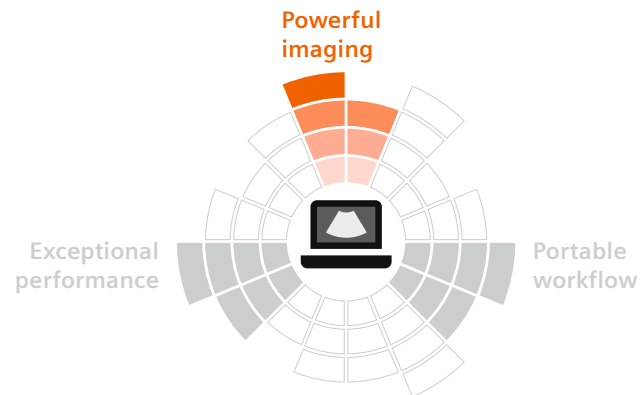 Powerful
imaging
Exceptional
performance
Portable
workflow